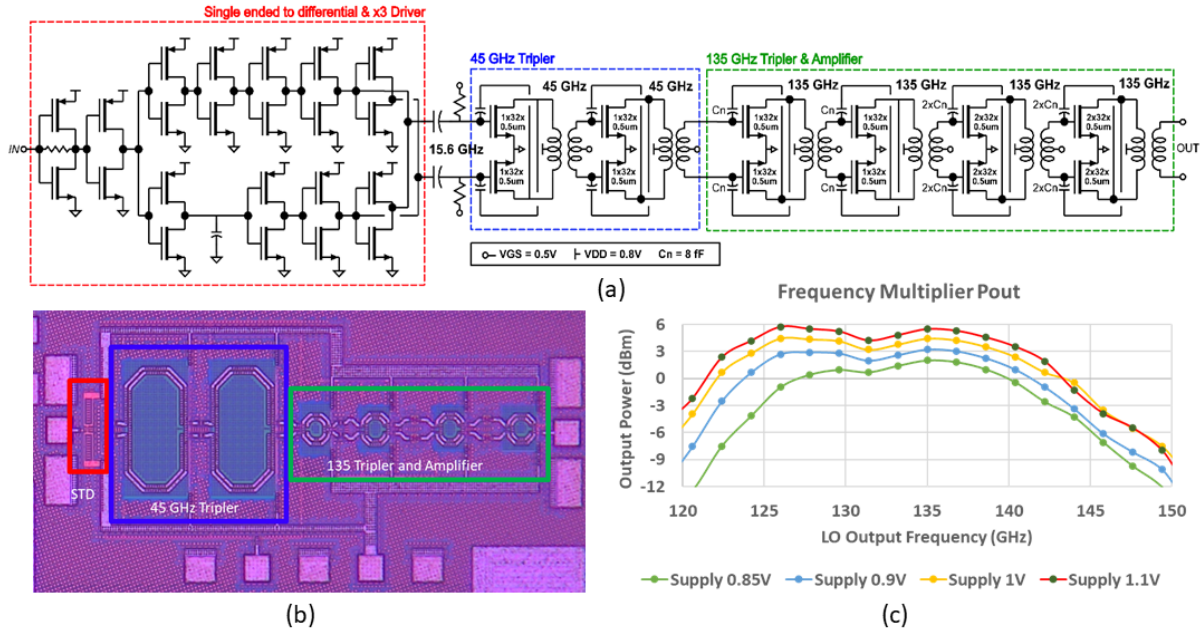 Single ended to differential & x3 Driver
45 GHz Tripler
135 GHz Tripler & Amplifier
45 GHz
45 GHz
135 GHz
135 GHz
135 GHz
135 GHz
IN
15.6 GHz
1x32x
0.5um
1x32x
0.5um
1x32x
0.5um
1x32x
0.5um
Cn
1x32x
0.5um
1x32x
0.5um
Cn
Cn
1x32x
0.5um
1x32x
0.5um
Cn
2xCn
2x32x
0.5um
2x32x
0.5um
2xCn
2xCn
2x32x
0.5um
2x32x
0.5um
2xCn
OUT
VGS = 0.5V VDD = 0.8V Cn = 8 fF
(a)
STD
45 GHz Tripler
135 Tripler and Amplifier
(b)
Frequency Multiplier Pout
Output Power (dBm)
6
3
0
-3
-6
-9
-12
120 125 130 135 140 145 150
LO Output Frequency (GHz)
Supply 0.85V Supply 0.9V Supply 1V Supply 1.1V
(c)